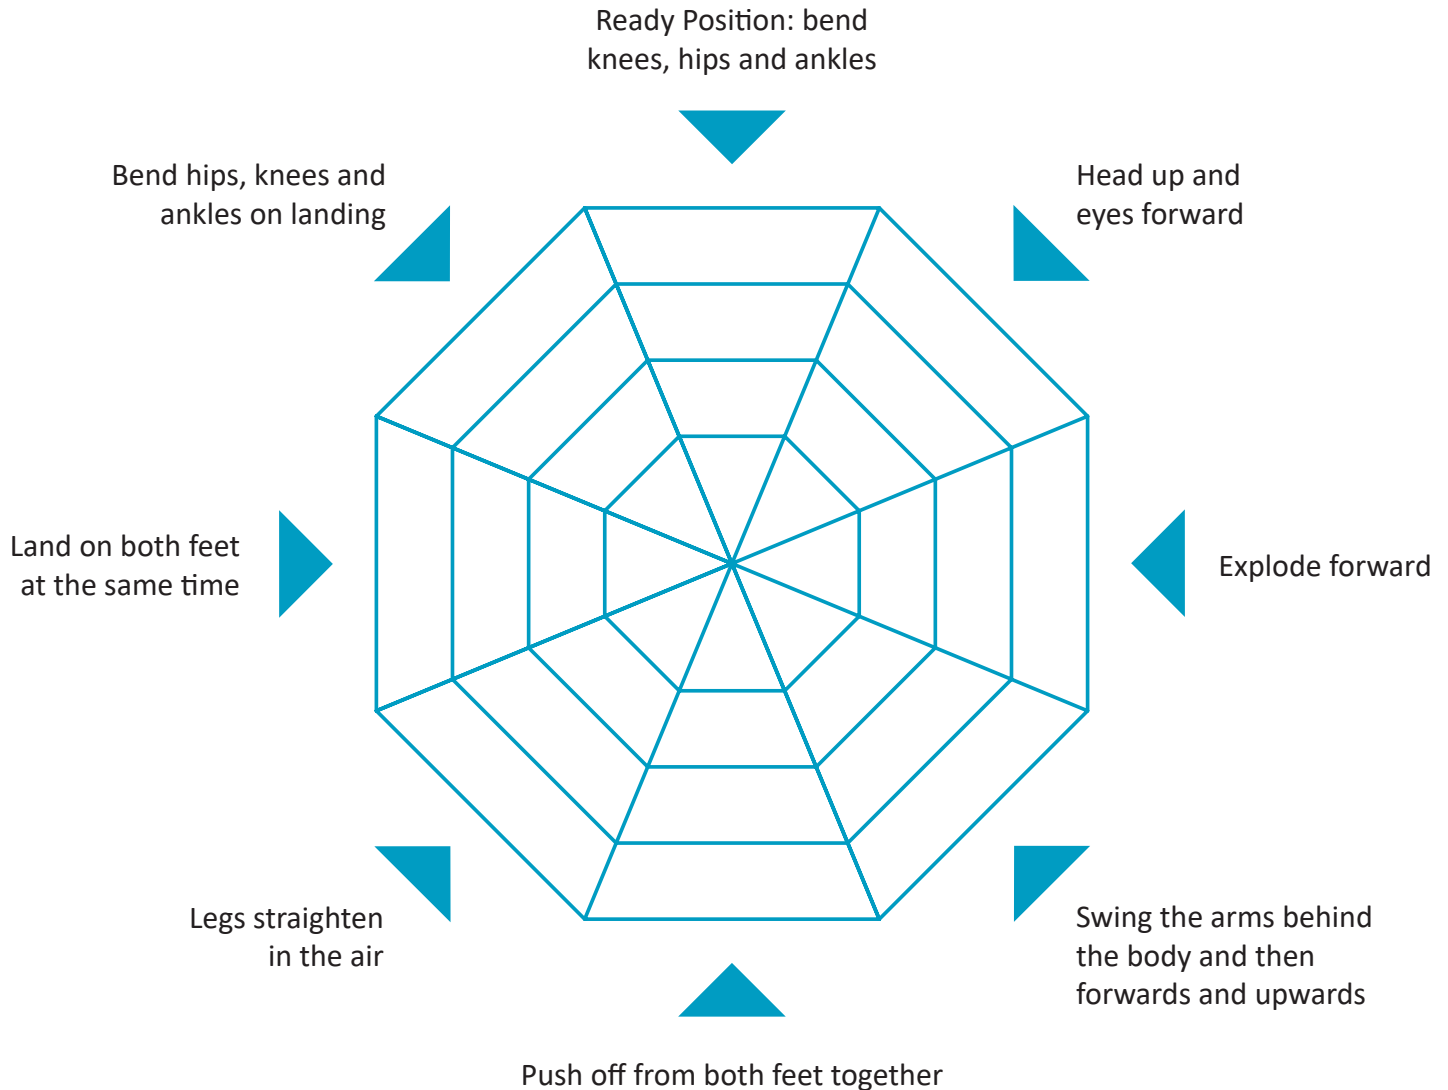 Ready Position: bend
knees, hips and ankles
Head up and
eyes forward
Explode forward
Swing the arms behind
the body and then
forwards and upwards
Push off from both feet together
Legs straighten
in the air
Land on both feet
at the same time
Bend hips, knees and
ankles on landing